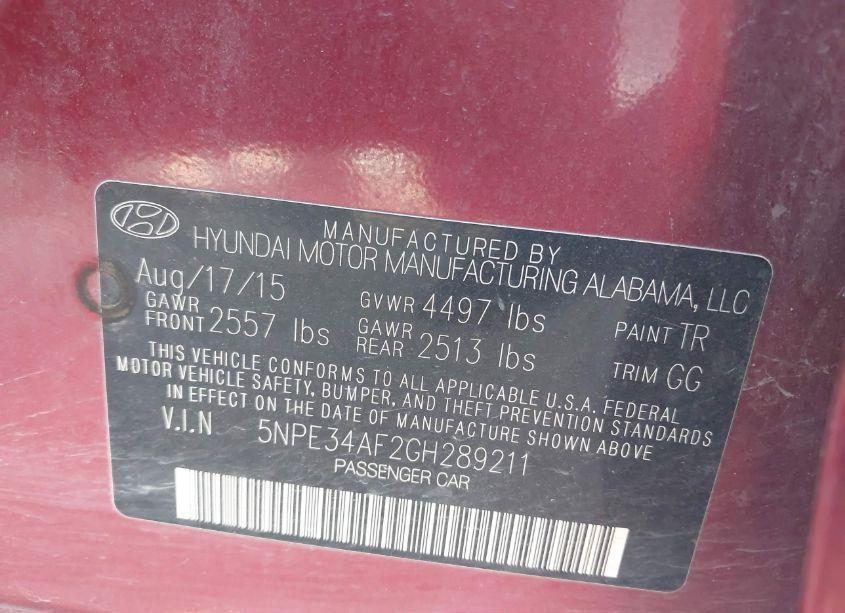 MANUFACTURED BY
HYUNDAI MOTOR MANUFACTURING ALABAMA, LLC
Aug/17/15 GVWR 4497 lbs PAINT TR
GAWR FRONT 2557 lbs GAWR REAR 2513 lbs TRIM GG
THIS VEHICLE CONFORMS TO ALL APPLICABLE U.S.A. FEDERAL
MOTOR VEHICLE SAFETY, BUMPER, AND THEFT PREVENTION STANDARDS
IN EFFECT ON THE DATE OF MANUFACTURE SHOWN ABOVE
V.I.N 5NPE34AF2GH289211
PASSENGER CAR